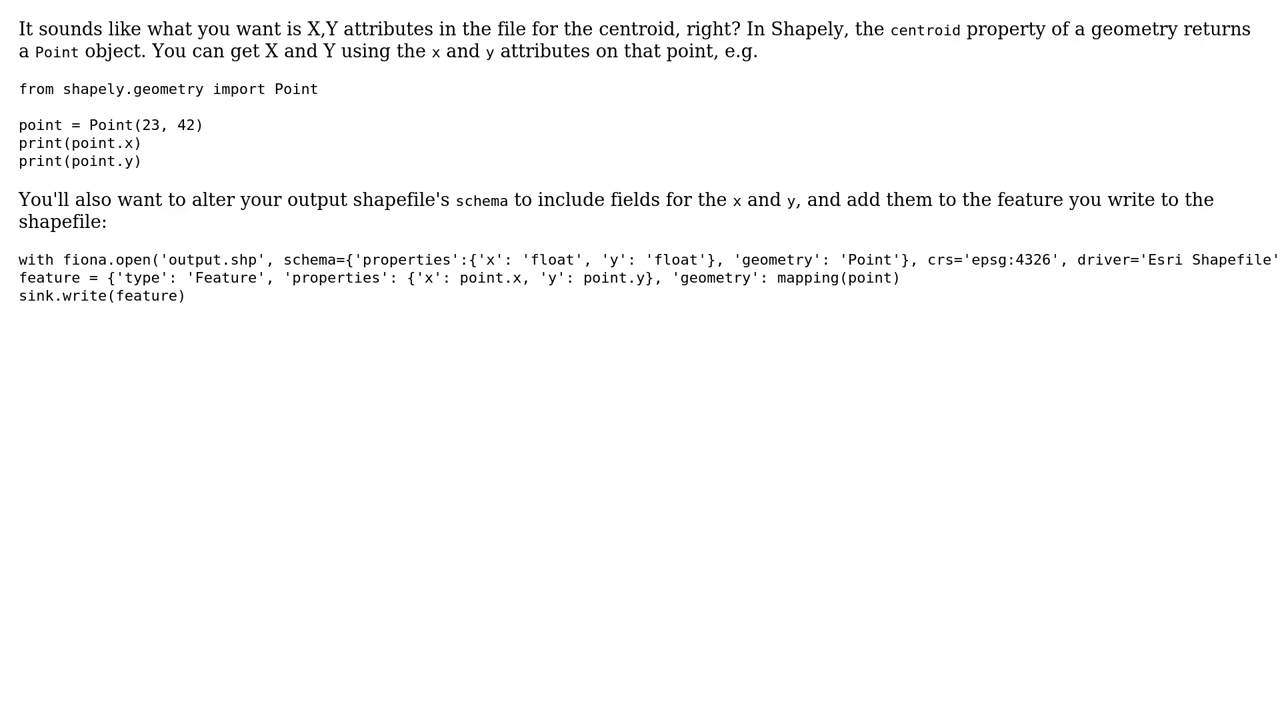 It sounds like what you want is X,Y attributes in the file for the centroid, right? In Shapely, the centroid property of a geometry returns
a Point object. You can get X and Y using the x and y attributes on that point, e.g.
from shapely.geometry import Point
point = Point(23, 42)
print(point.x)
print(point.y)
You'll also want to alter your output shapefile's schema to include fields for the x and y, and add them to the feature you write to the
shapefile:
with fiona.open('output.shp', schema={'properties':{'x': 'float', 'y': 'float'}, 'geometry': 'Point'}, crs='epsg:4326', driver='Esri Shapefile'
feature = {'type': 'Feature', 'properties': {'x': point.x, 'y': point.y}, 'geometry': mapping(point)
sink.write(feature)